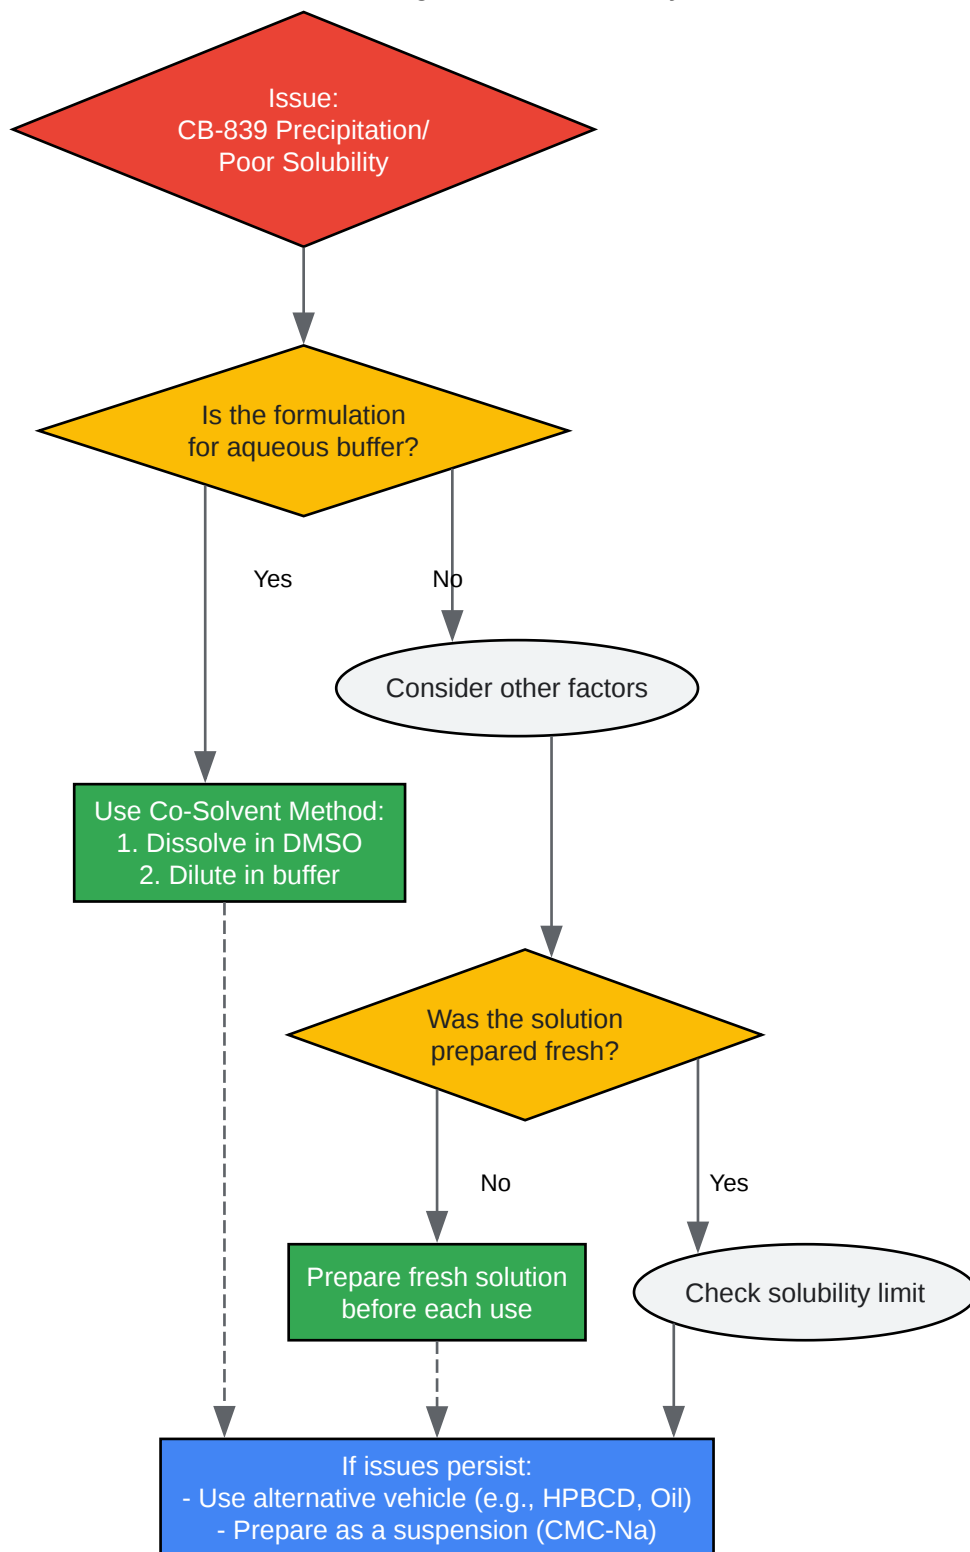 Issue:
CB-839 Precipitation/
Poor Solubility
Is the formulation
for aqueous buffer?
Yes
No
Consider other factors
Use Co-Solvent Method:
1. Dissolve in DMSO
2. Dilute in buffer
Was the solution
prepared fresh?
No
Yes
Prepare fresh solution
before each use
Check solubility limit
If issues persist:
- Use alternative vehicle (e.g., HPBCD, Oil)
- Prepare as a suspension (CMC-Na)